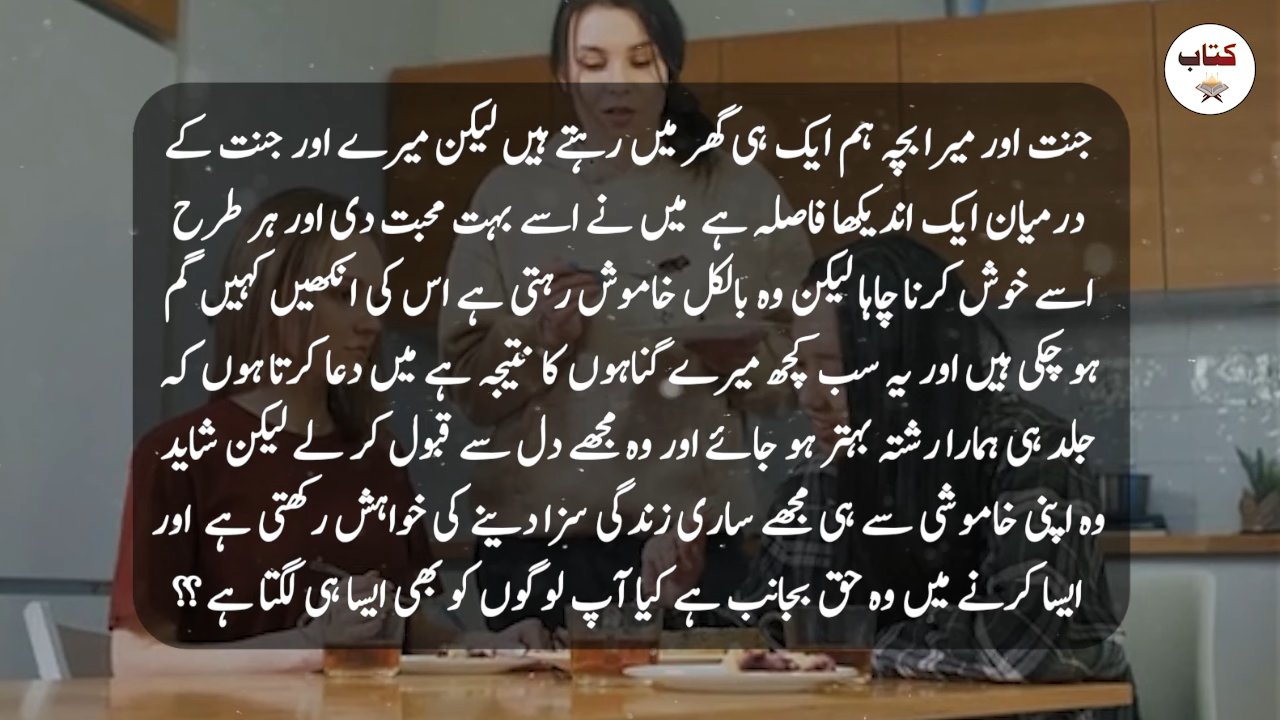 کتاب
جنت اور میرا بچہ ہم ایک ہی گھر میں رہتے ہیں لیکن میرے اور جنت کے
درمیان ایک اندیکھا فاصلہ ہے میں نے اسے بہت محبت دی اور ہر طرح
اسے خوش کرنا چاہا لیکن وہ بالکل خاموش رہتی ہے اس کی انکھیں کہیں گم
ہو چکی ہیں اور یہ سب کچھ میرے گناہوں کا نتیجہ ہے میں دعا کرتا ہوں کہ
جلد ہی ہمارا رشتہ بہتر ہو جائے اور وہ مجھے دل سے قبول کر لے لیکن شاید
وہ اپنی خاموشی سے ہی مجھے ساری زندگی سزا دینے کی خواہش رکھتی ہے اور
ایسا کرنے میں وہ حق بجانب ہے کیا آپ لوگوں کو بھی ایسا ہی لگتا ہے ؟؟